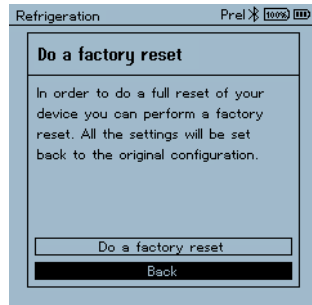 Refrigeration Prel 100%
Do a factory reset
In order to do a full reset of your
device you can perform a factory
reset. All the settings will be set
back to the original configuration.
Do a factory reset
Back